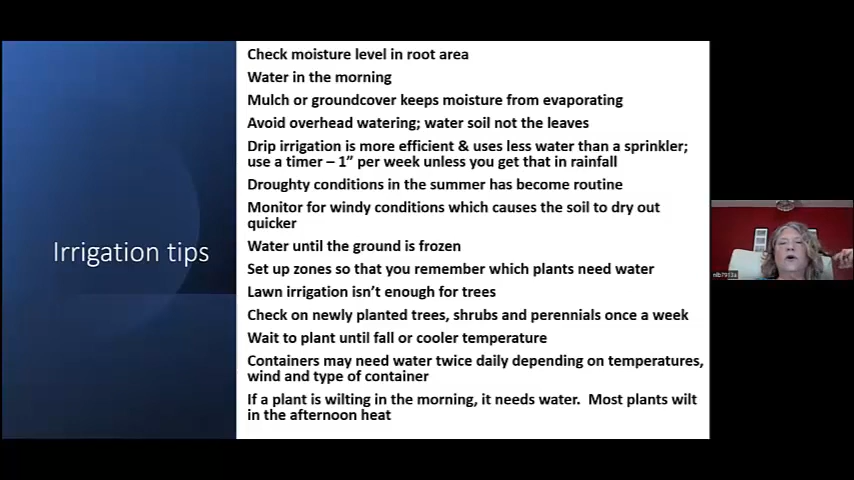 Irrigation tips
Check moisture level in root area
Water in the morning
Mulch or groundcover keeps moisture from evaporating
Avoid overhead watering; water soil not the leaves
Drip irrigation is more efficient & uses less water than a sprinkler;
use a timer – 1” per week unless you get that in rainfall
Droughty conditions in the summer has become routine
Monitor for windy conditions which causes the soil to dry out
quicker
Water until the ground is frozen
Set up zones so that you remember which plants need water
Lawn irrigation isn’t enough for trees
Check on newly planted trees, shrubs and perennials once a week
Wait to plant until fall or cooler temperature
Containers may need water twice daily depending on temperatures,
wind and type of container
If a plant is wilting in the morning, it needs water.  Most plants wilt
in the afternoon heat